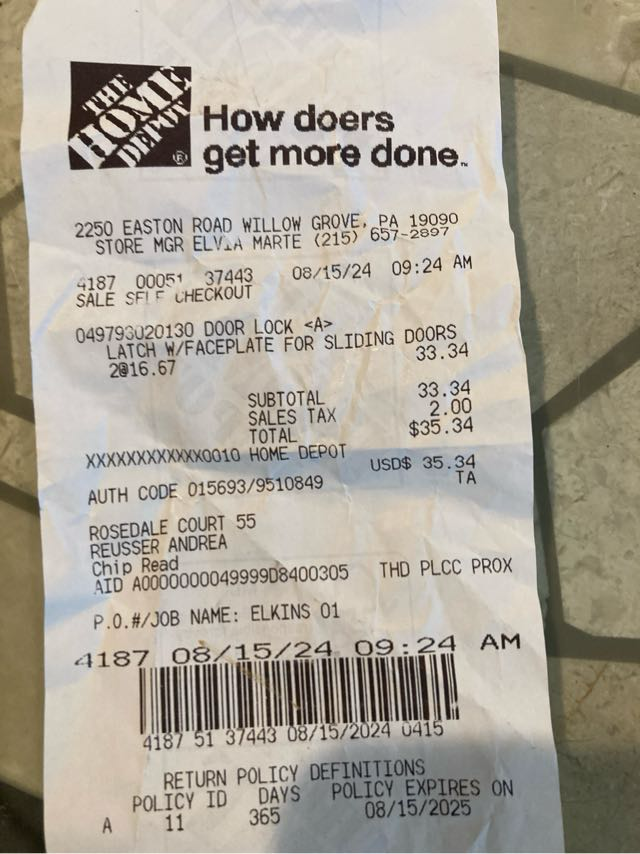 THE
HOME
DEPOT
®
How doers
get more done.™
2250 EASTON ROAD WILLOW GROVE, PA 19090
STORE MGR ELVIA MARTE (215) 657-2897
4187 00051 37443 08/15/24 09:24 AM
SALE SELF CHECKOUT
049793020130 DOOR LOCK <A>
LATCH W/FACEPLATE FOR SLIDING DOORS
2@16.67 33.34
SUBTOTAL 33.34
SALES TAX 2.00
TOTAL $35.34
XXXXXXXXXXXX0010 HOME DEPOT
USD$ 35.34
AUTH CODE 015693/9510849 TA
ROSEDALE COURT 55
REUSSER ANDREA
Chip Read
AID A0000000049999D8400305 THD PLCC PROX
P.O.#/JOB NAME: ELKINS 01
4187 08/15/24 09:24 AM
4187 51 37443 08/15/2024 0415
RETURN POLICY DEFINITIONS
POLICY ID DAYS POLICY EXPIRES ON
A 11 365 08/15/2025